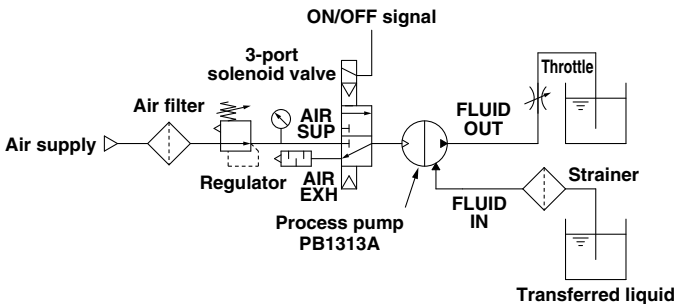 ON/OFF signal
3-port
solenoid valve
Throttle
Air filter
AIR
SUP
FLUID
OUT
Air supply
Regulator
AIR
EXH
Strainer
Process pump
PB1313A
FLUID
IN
Transferred liquid